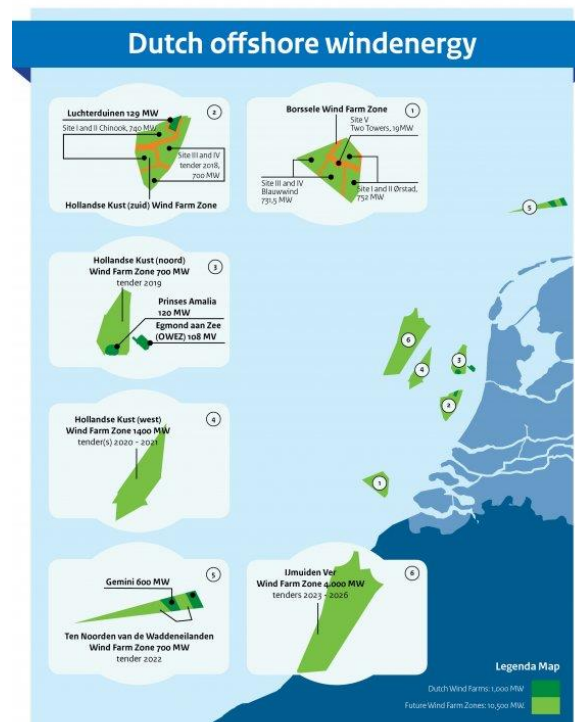 Dutch offshore windenergy
Luchterduinen 129 MW
2
Site I and II Chinook, 740 MW
Site III and IV
tender 2018,
700 MW
Hollandse Kust (zuid) Wind Farm Zone
Borssele Wind Farm Zone
1
Site V
Two Towers, 19MW
Site III and IV
Blauwwind
731,5 MW
Site I and II Ørstad,
752 MW
5
Hollandse Kust (noord)
Wind Farm Zone 700 MW
tender 2019
3
Prinses Amalia
120 MW
Egmond aan Zee
(OWEZ) 108 MV
6
4
3
2
1
Hollandse Kust (west)
Wind Farm Zone 1400 MW
tender(s) 2020 - 2021
4
Gemini 600 MW
5
Ten Noorden van de Waddeneilanden
Wind Farm Zone 700 MW
tender 2022
IJmuiden Ver
Wind Farm Zone 4.000 MW
tenders 2023 - 2026
6
Legenda Map
Dutch Wind Farms: 1,000 MW
Future Wind Farm Zones: 10,500 MW.